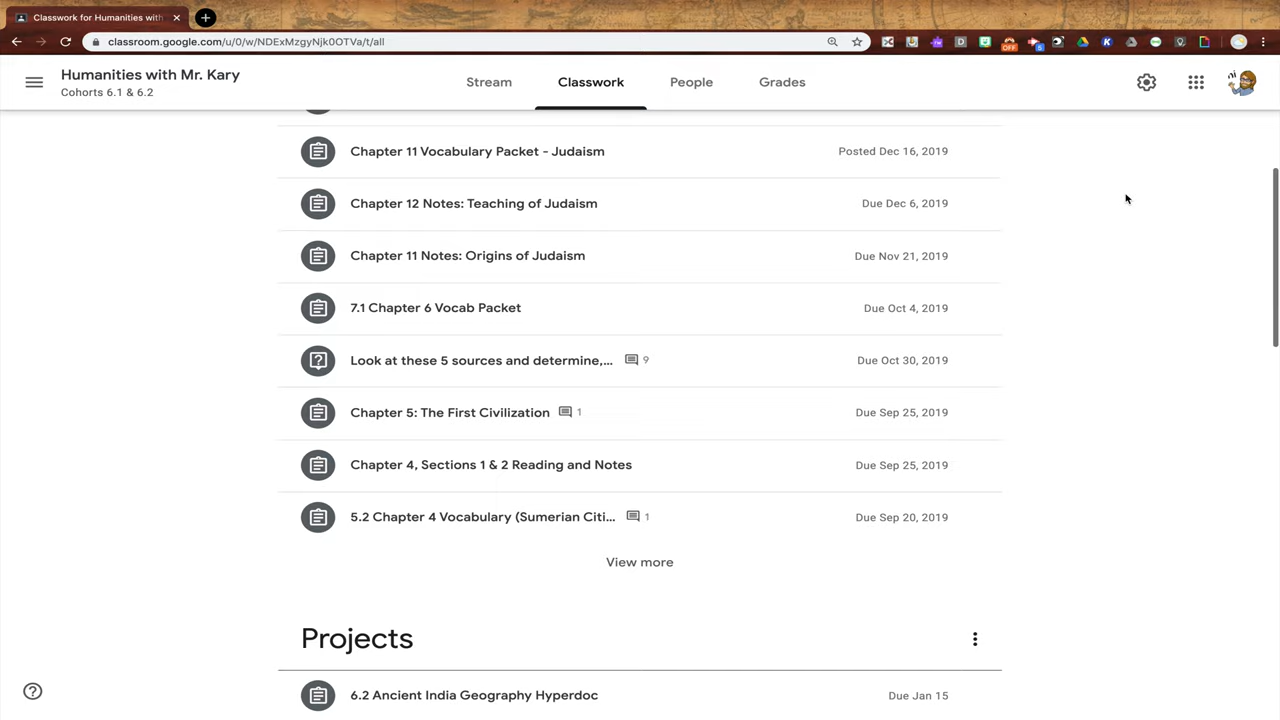 Classwork for Humanities with
classroom.google.com/u/0/w/NDExMzgyNjk0OTVa/t/all
Humanities with Mr. Kary
Cohorts 6.1 & 6.2
Stream
Classwork
People
Grades
Chapter 11 Vocabulary Packet - Judaism
Posted Dec 16, 2019
Chapter 12 Notes: Teaching of Judaism
Due Dec 6, 2019
Chapter 11 Notes: Origins of Judaism
Due Nov 21, 2019
7.1 Chapter 6 Vocab Packet
Due Oct 4, 2019
Look at these 5 sources and determine,... 9
Due Oct 30, 2019
Chapter 5: The First Civilization 1
Due Sep 25, 2019
Chapter 4, Sections 1 & 2 Reading and Notes
Due Sep 25, 2019
5.2 Chapter 4 Vocabulary (Sumerian Citi... 1
Due Sep 20, 2019
View more
Projects
6.2 Ancient India Geography Hyperdoc
Due Jan 15